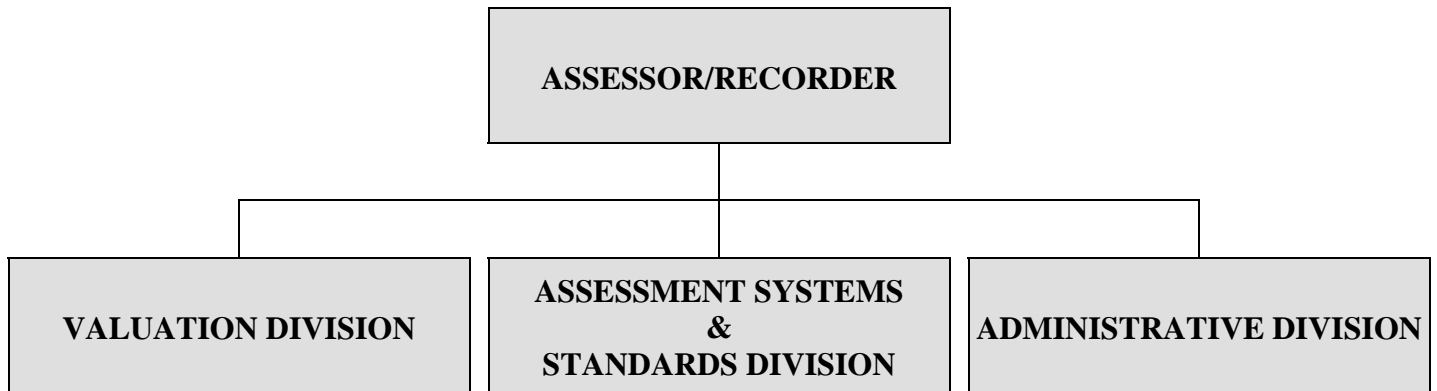 ASSESSOR/RECORDER
VALUATION DIVISION
ASSESSMENT SYSTEMS
&
STANDARDS DIVISION
ADMINISTRATIVE DIVISION